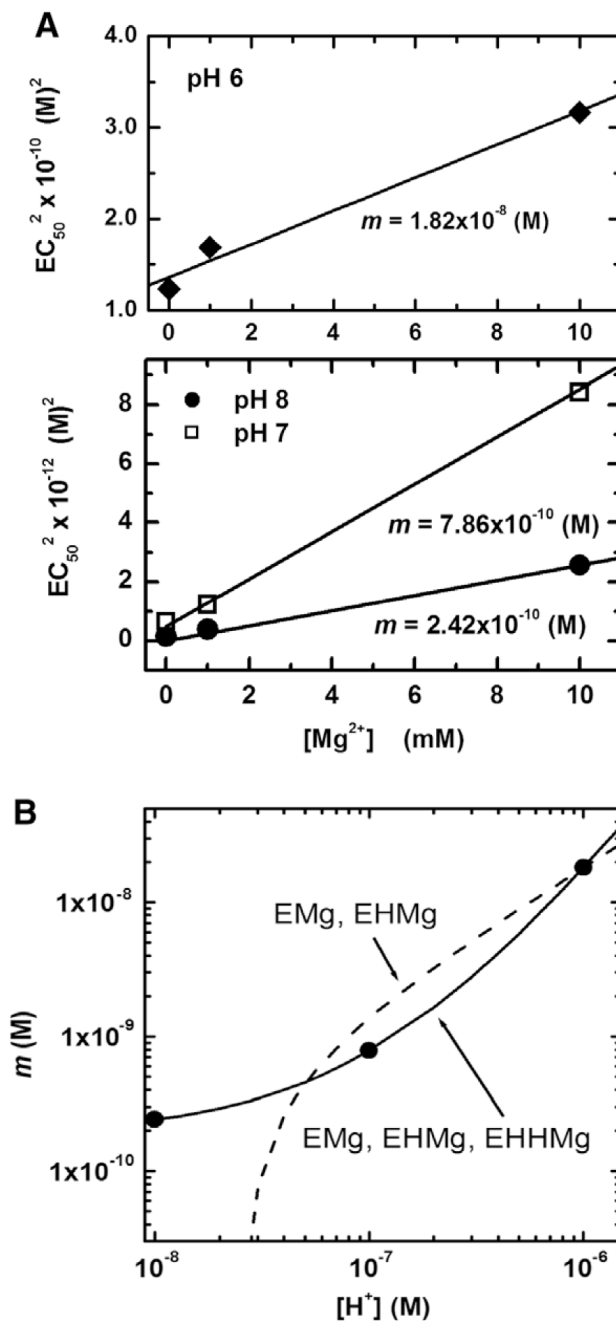 A
pH 6
EC₅₀² x 10⁻¹⁰ (M)²
4.0
3.0
2.0
1.0
m = 1.82x10⁻⁸ (M)
0 2 4 6 8 10
EC₅₀² x 10⁻¹² (M)²
8
6
4
2
0
pH 8
pH 7
m = 7.86x10⁻¹⁰ (M)
m = 2.42x10⁻¹⁰ (M)
0 2 4 6 8 10
[Mg²⁺] (mM)
B
m (M)
1x10⁻⁸
1x10⁻⁹
1x10⁻¹⁰
EMg, EHMg
EMg, EHMg, EHHMg
10⁻⁸ 10⁻⁷ 10⁻⁶
[H⁺] (M)